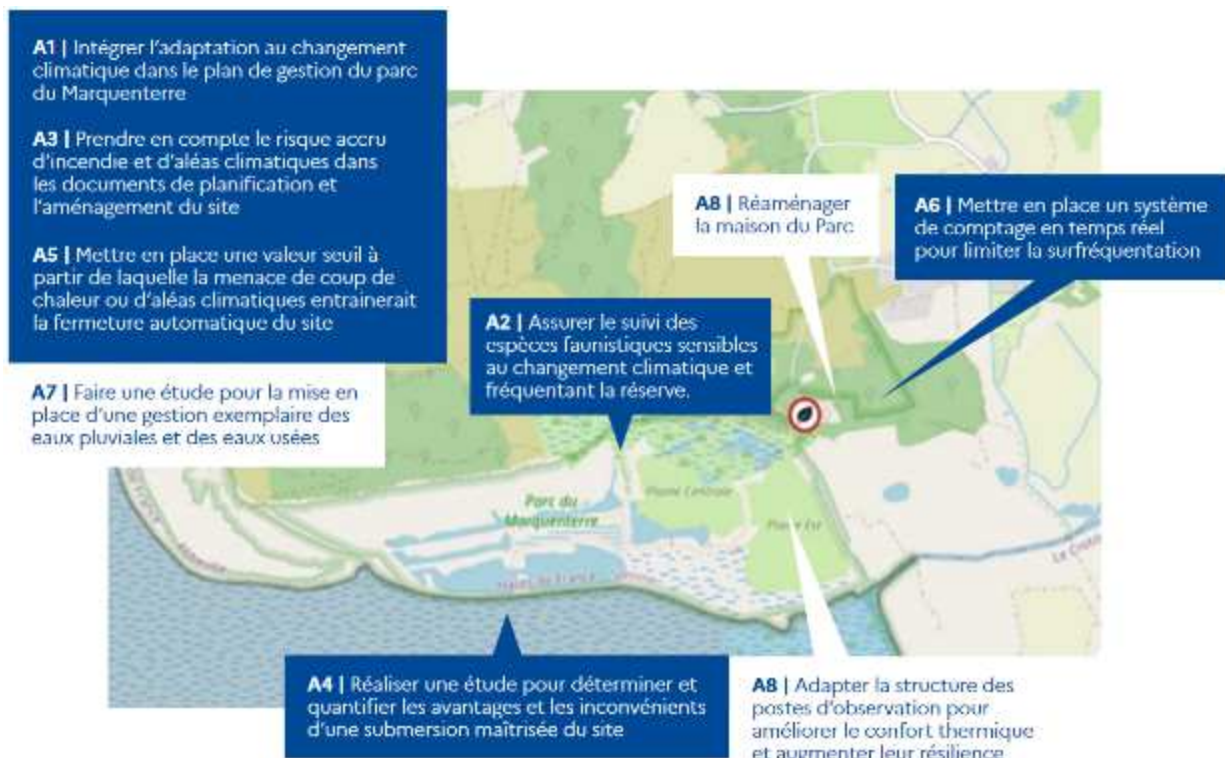 A1 | Intégrer l'adaptation au changement
climatique dans le plan de gestion du parc
du Marquenterre
A3 | Prendre en compte le risque accru
d'incendie et d'aléas climatiques dans
les documents de planification et
l'aménagement du site
A5 | Mettre en place une valeur seuil à
partir de laquelle la menace de coup de
chaleur ou d'aléas climatiques entrainerait
la fermeture automatique du site
A7 | Faire une étude pour la mise en
place d'une gestion exemplaire des
eaux pluviales et des eaux usées
A8 | Réaménager
la maison du Parc
A6 | Mettre en place un système
de comptage en temps réel
pour limiter la surfréquentation
A2 | Assurer le suivi des
espèces faunistiques sensibles
au changement climatique et
fréquentant la réserve.
Parc du
Marquenterre
Plaine Centrale
Plaine Est
Hauts-de-France
Abbeville
A4 | Réaliser une étude pour déterminer et
quantifier les avantages et les inconvénients
d'une submersion maîtrisée du site
A8 | Adapter la structure des
postes d'observation pour
améliorer le confort thermique
et augmenter leur résilience